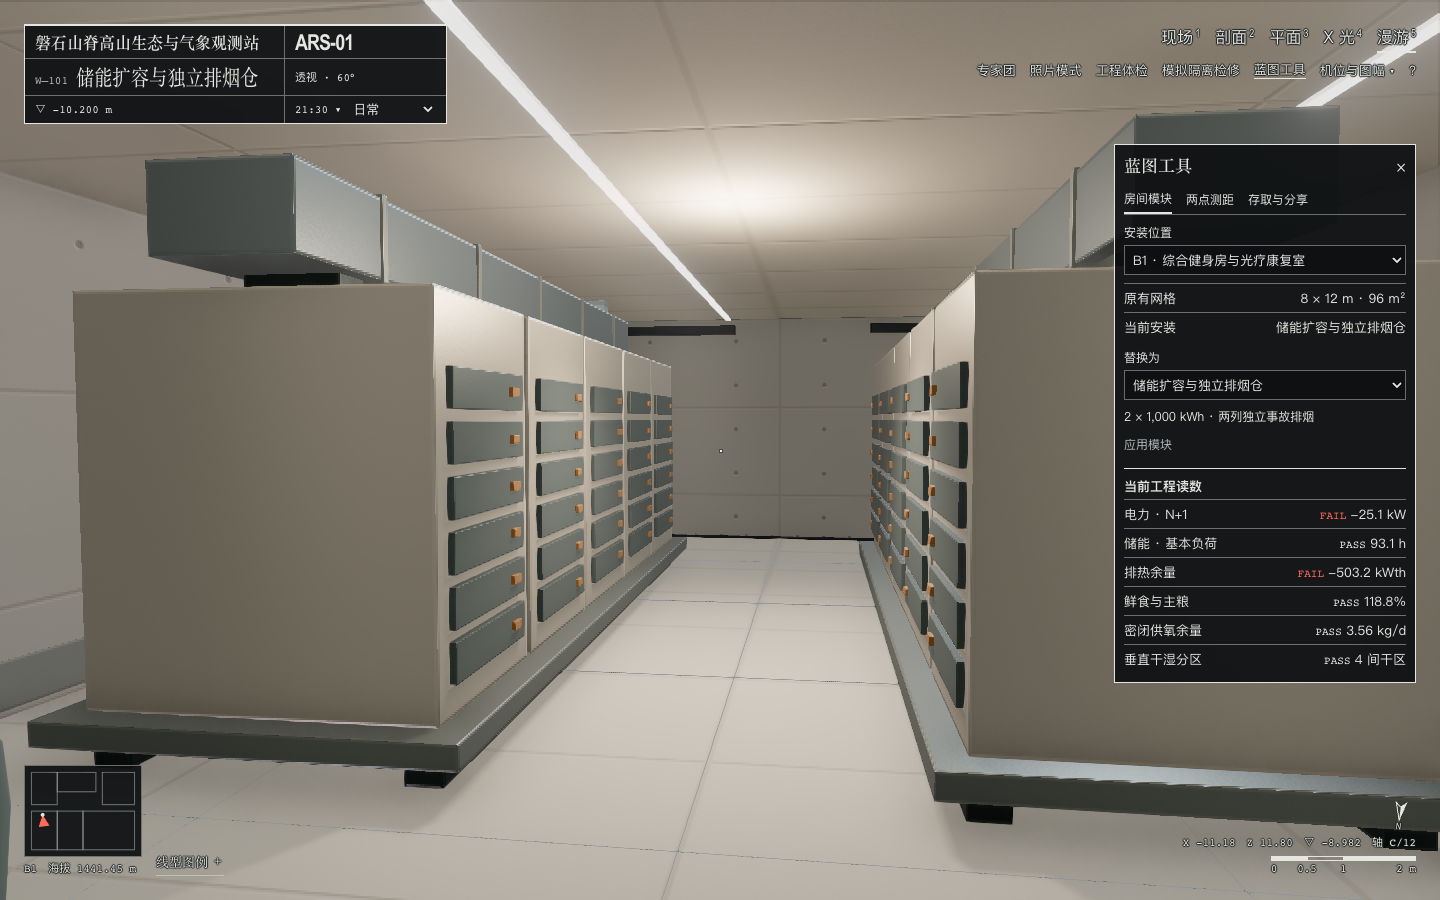 磐石山脊高山生态与气象观测站 ARS-01
W-101 储能扩容与独立排烟仓 透视 · 60°
▽ -10.200 m 21:30 ▾ 日常
现场1 剖面2 平面3 X 光4 漫游5
专家团 照片模式 工程体检 模拟隔离检修 蓝图工具 机位与图幅 ▾ ?
蓝图工具 ×
房间模块 两点测距 存取与分享
安装位置
B1 · 综合健身房与光疗康复室
原有网格 8 × 12 m · 96 m²
当前安装 储能扩容与独立排烟仓
替换为
储能扩容与独立排烟仓
2 × 1,000 kWh · 两列独立事故排烟
应用模块
当前工程读数
电力 · N+1 FAIL -25.1 kW
储能 · 基本负荷 PASS 93.1 h
排热余量 FAIL -503.2 kWth
鲜食与主粮 PASS 118.8%
密闭供氧余量 PASS 3.56 kg/d
垂直干湿分区 PASS 4 间干区
N
X -11.18 Z 11.80 ▽ -8.982 轴 C/12
0 0.5 1 2 m
B1 海拔 1441.45 m
线型图例 +